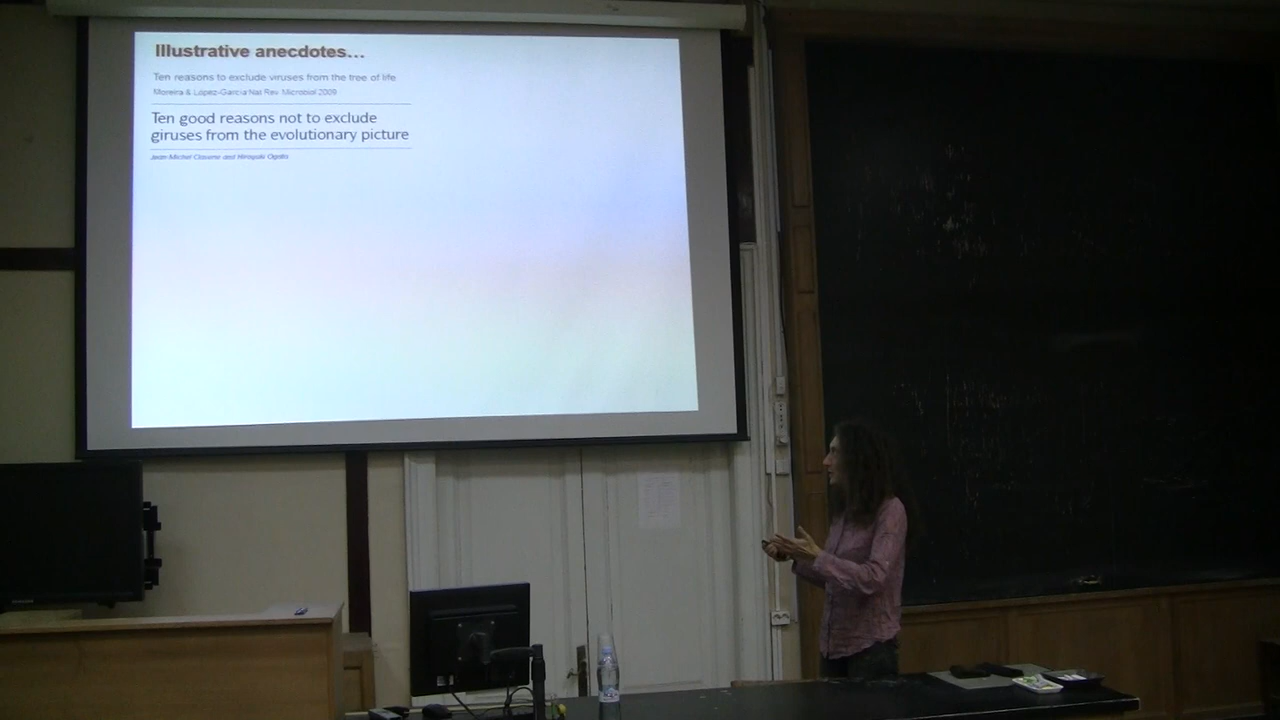 Illustrative anecdotes...
Ten reasons to exclude viruses from the tree of life
Moreira & López-García Nat Rev Microbiol 2009
Ten good reasons not to exclude
giruses from the evolutionary picture
Jean-Michel Claverie and Hiroyuki Ogata